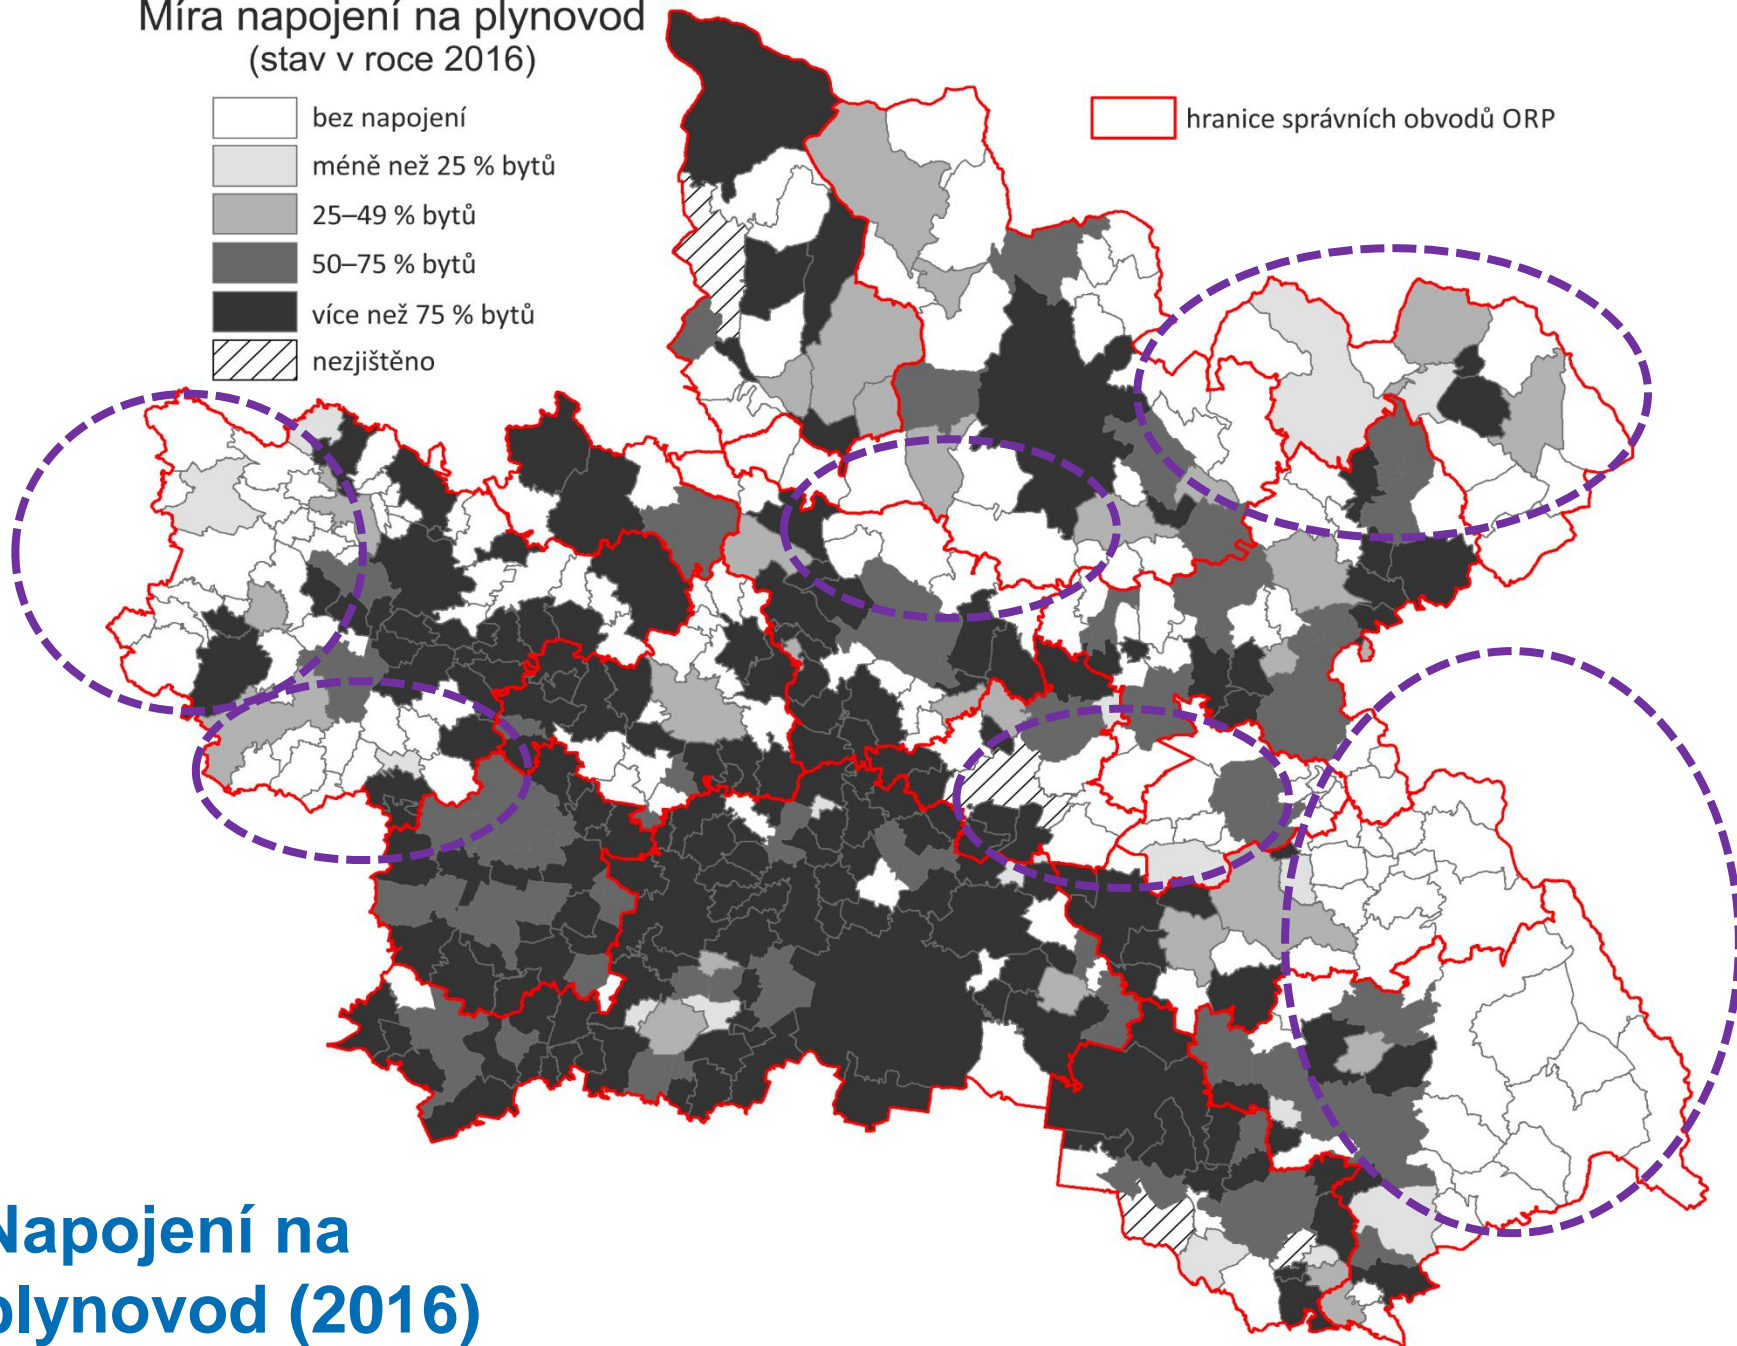 Míra napojení na plynovod
(stav v roce 2016)
bez napojení
méně než 25 % bytů
25–49 % bytů
50–75 % bytů
více než 75 % bytů
nezjištěno
hranice správních obvodů ORP
Napojení na
plynovod (2016)